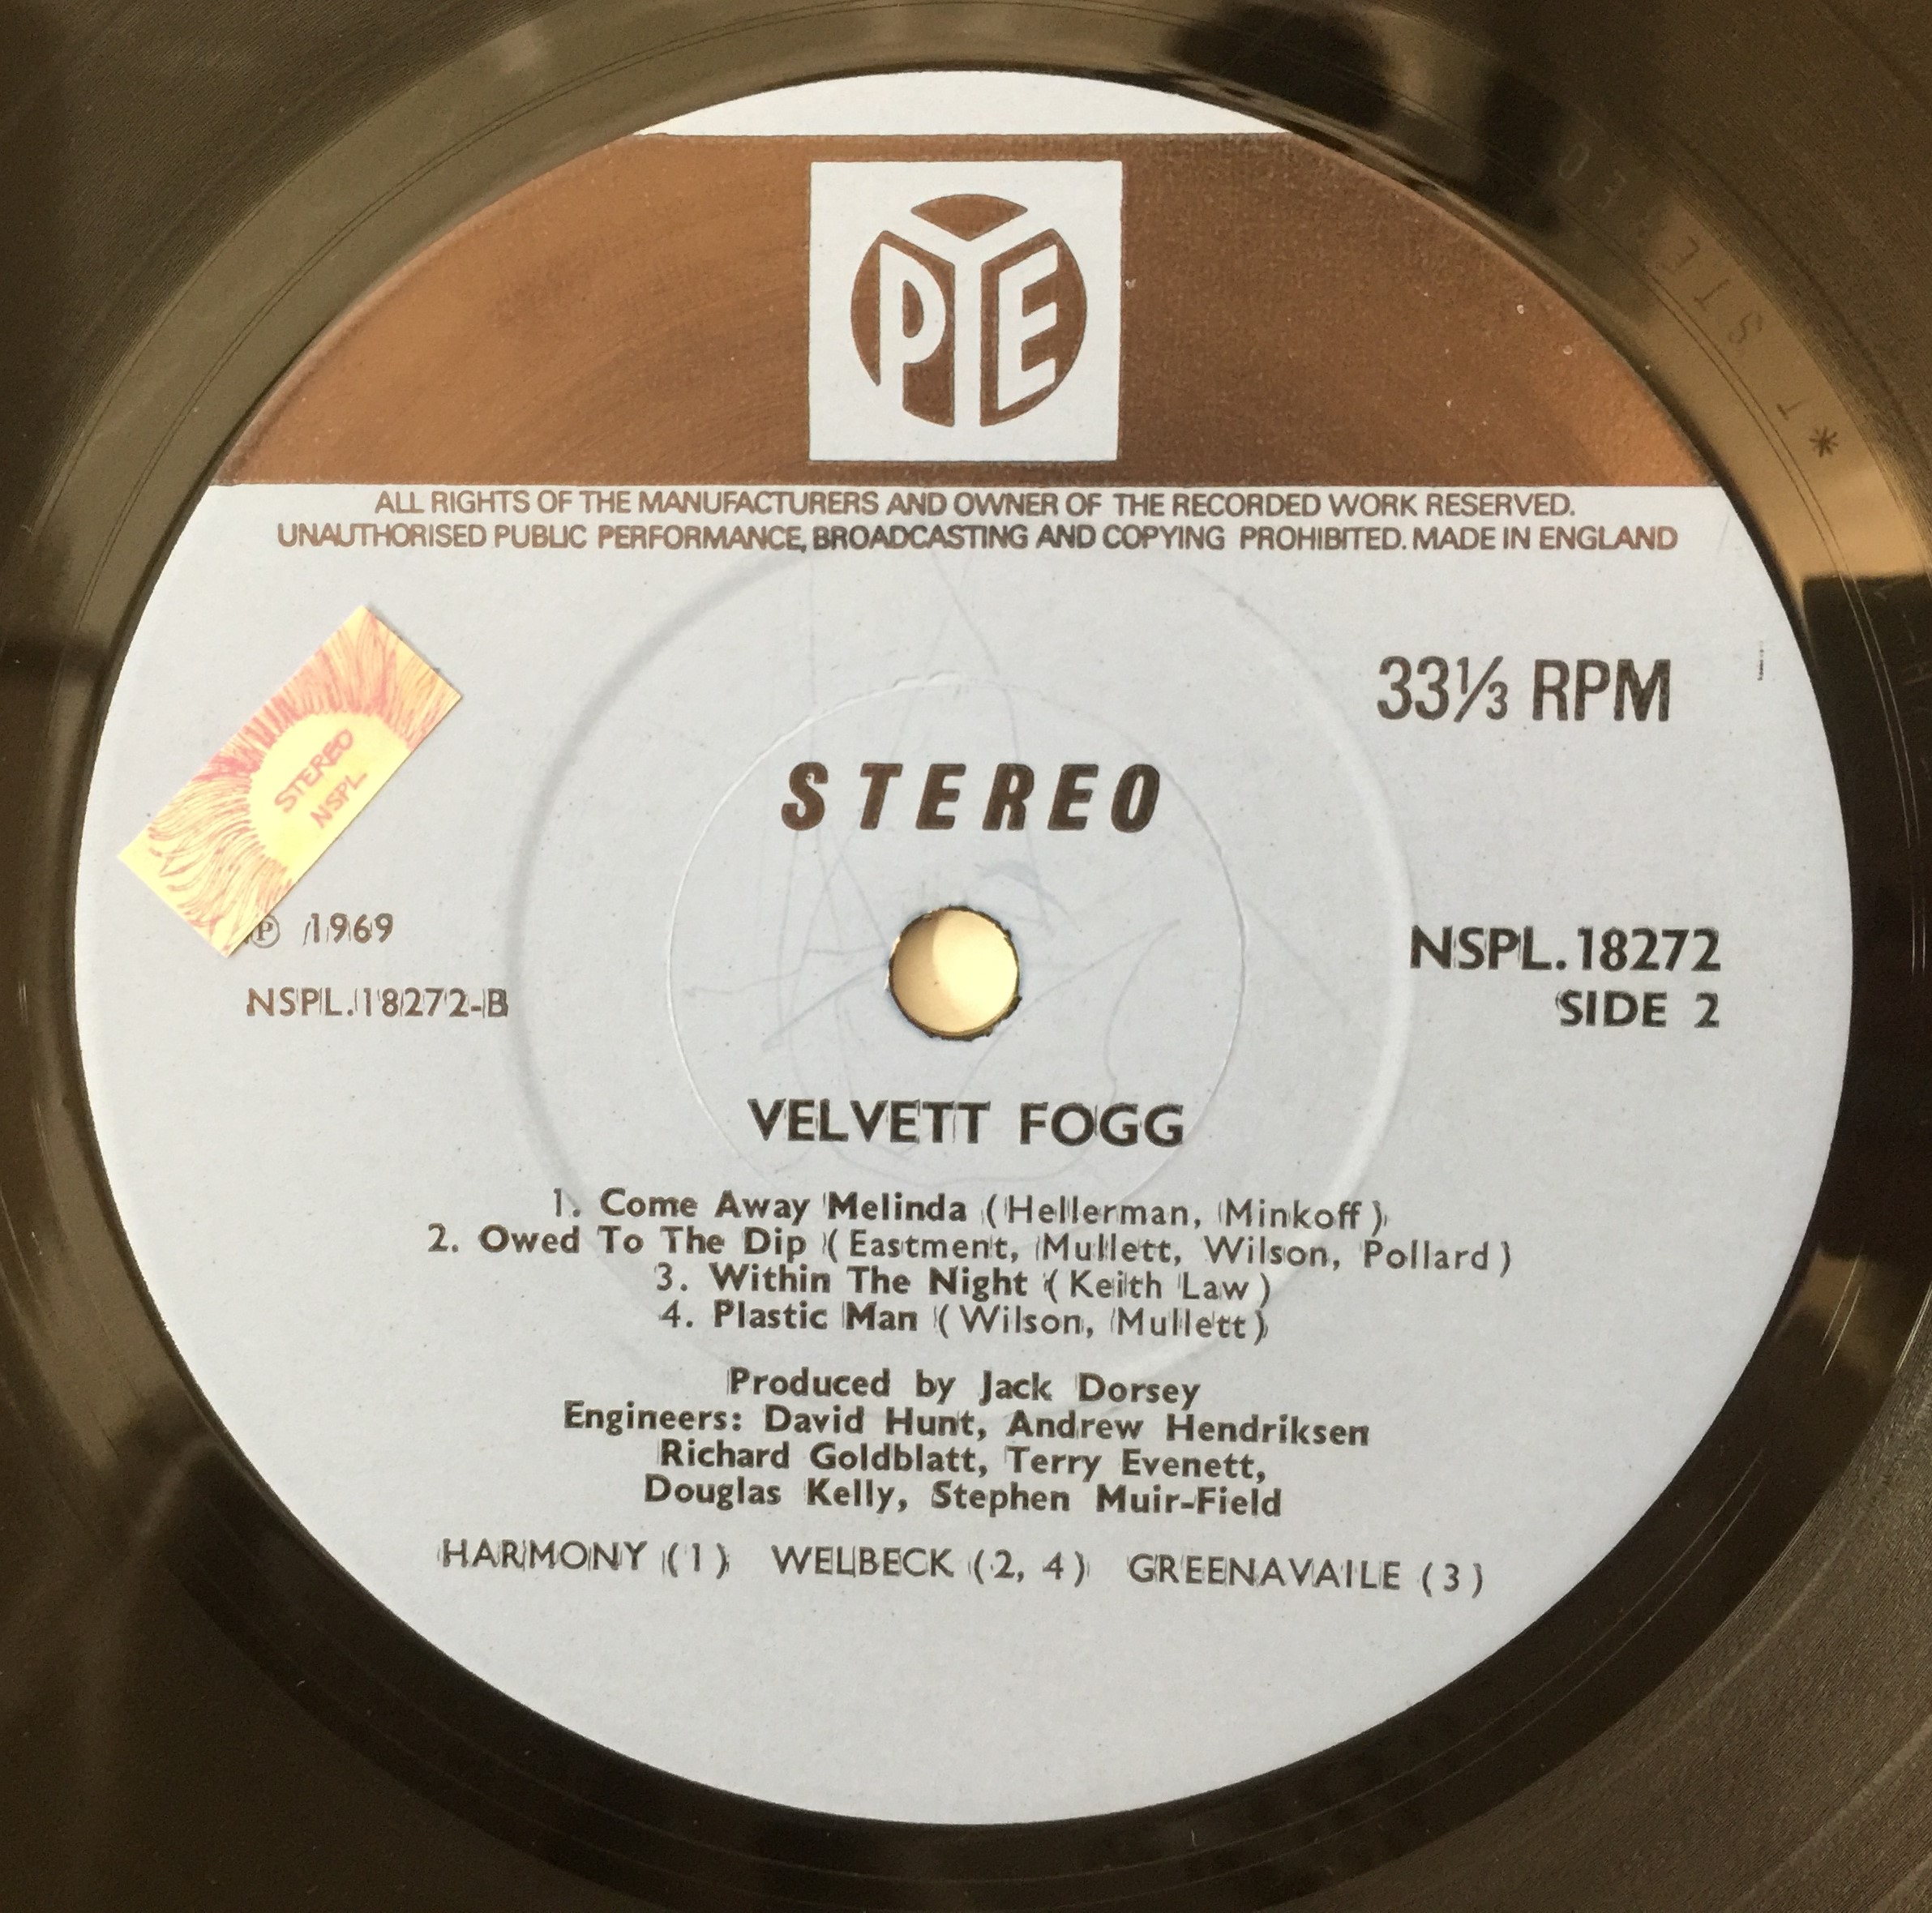 PYE
ALL RIGHTS OF THE MANUFACTURERS AND OWNER OF THE RECORDED WORK RESERVED.
UNAUTHORISED PUBLIC PERFORMANCE, BROADCASTING AND COPYING PROHIBITED. MADE IN ENGLAND
33⅓ RPM
STEREO
NSPL
STEREO
℗ 1969
NSPL.18272-B
NSPL.18272
SIDE 2
VELVETT FOGG
1. Come Away Melinda (Hellerman, Minkoff)
2. Owed To The Dip (Eastment, Mullett, Wilson, Pollard)
3. Within The Night (Keith Law)
4. Plastic Man (Wilson, Mullett)
Produced by Jack Dorsey
Engineers: David Hunt, Andrew Hendriksen
Richard Goldblatt, Terry Evenett,
Douglas Kelly, Stephen Muir-Field
HARMONY (1) WELBECK (2, 4) GREENAVAILE (3)